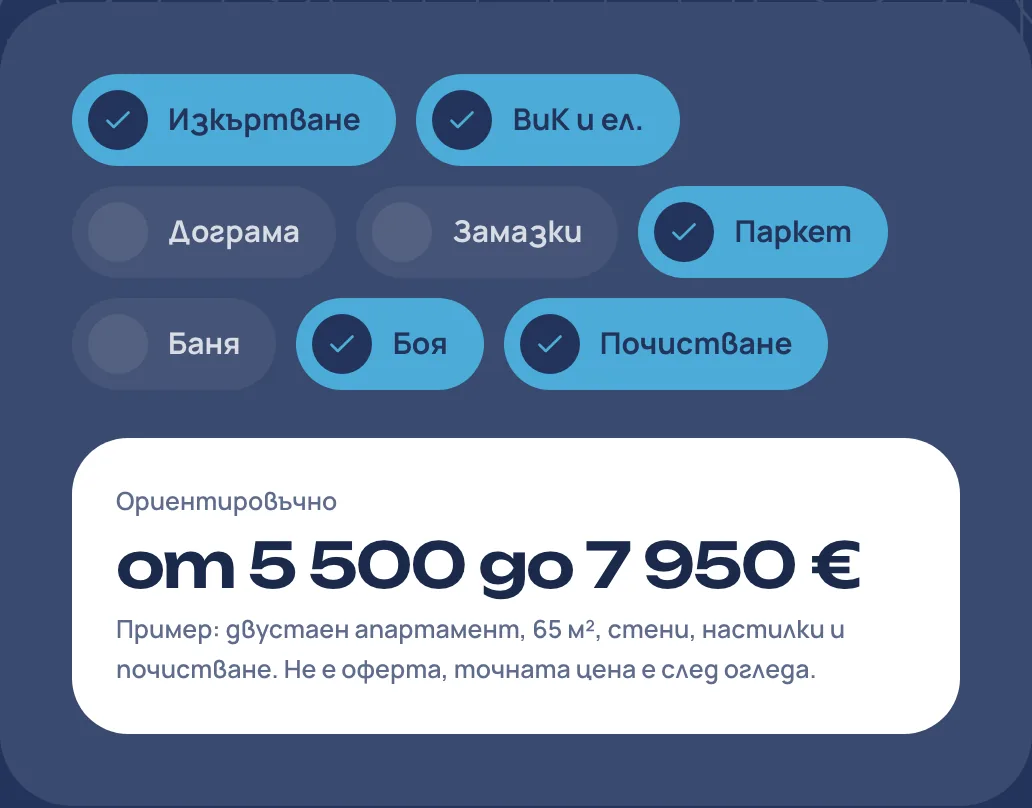 Изкъртване
ВиК и ел.
Дограма
Замазки
Паркет
Баня
Боя
Почистване
Ориентировъчно
от 5 500 до 7 950 €
Пример: двустаен апартамент, 65 м², стени, настилки и
почистване. Не е оферта, точната цена е след огледа.